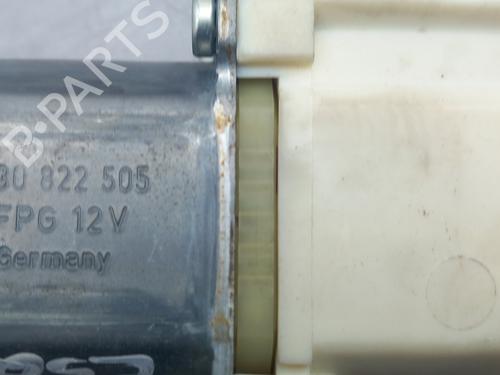 B-PARTS
30 822 505
FPG 12V
Germany